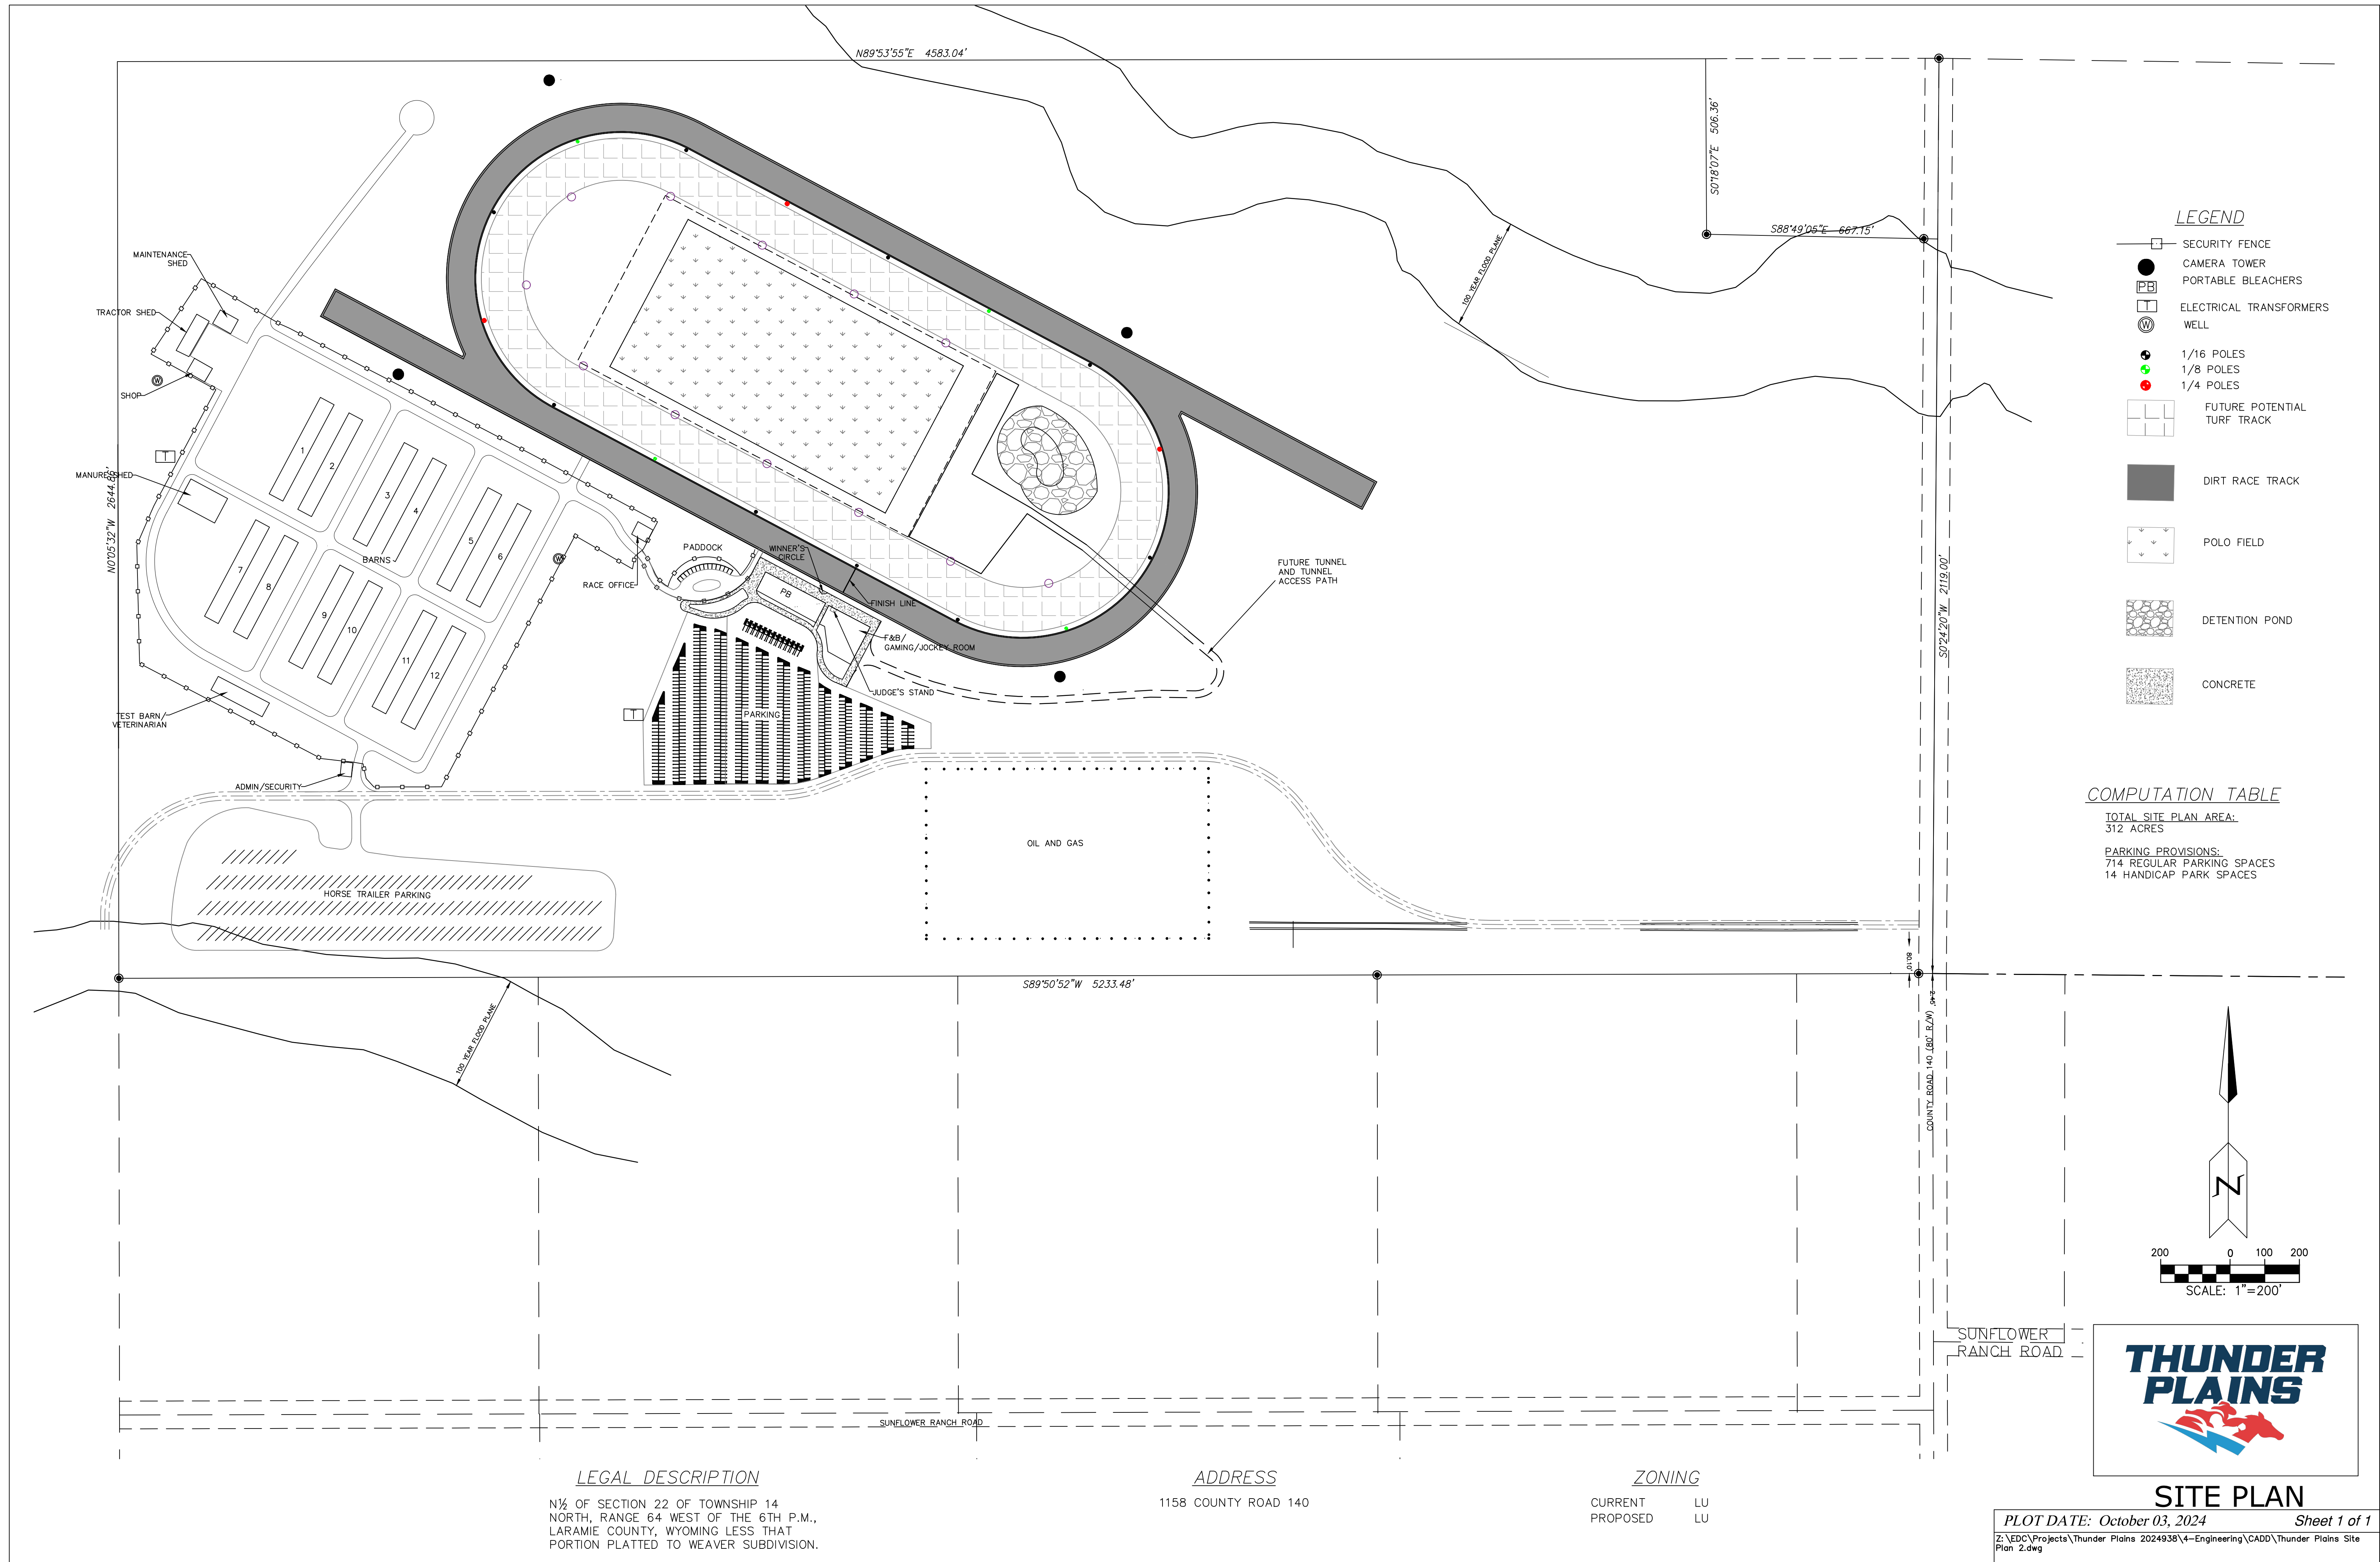 N89°53'55"E 4583.04'
S0°18'07"E 506.36'
S88°49'05"E 667.15'
100 YEAR FLOOD PLANE
LEGEND
SECURITY FENCE
CAMERA TOWER
PB PORTABLE BLEACHERS
T ELECTRICAL TRANSFORMERS
W WELL
1/16 POLES
1/8 POLES
1/4 POLES
FUTURE POTENTIAL
TURF TRACK
DIRT RACE TRACK
POLO FIELD
DETENTION POND
CONCRETE
MAINTENANCE
SHED
TRACTOR SHED
W
SHOP
T
MANURE SHED
N0°05'32"W
1
2
3
4
5
6
7
8
9
10
11
12
BARNS
W
RACE OFFICE
PADDOCK
WINNER'S
CIRCLE
PB
FINISH LINE
F&B/
GAMING/JOCKEY ROOM
JUDGE'S STAND
PARKING
T
FUTURE TUNNEL
AND TUNNEL
ACCESS PATH
TEST BARN/
VETERINARIAN
ADMIN/SECURITY
HORSE TRAILER PARKING
OIL AND GAS
S0°24'20"W 2119.00'
COMPUTATION TABLE
TOTAL SITE PLAN AREA:
312 ACRES
PARKING PROVISIONS:
714 REGULAR PARKING SPACES
14 HANDICAP PARK SPACES
80.10'
S89°50'52"W 5233.48'
100 YEAR FLOOD PLANE
COUNTY ROAD 140 (80' R/W)
N
200 0 100 200
SCALE: 1"=200'
SUNFLOWER
RANCH ROAD
SUNFLOWER RANCH ROAD
THUNDER
PLAINS
SITE PLAN
PLOT DATE: October 03, 2024 Sheet 1 of 1
Z:\EDC\Projects\Thunder Plains 2024938\4-Engineering\CADD\Thunder Plains Site
Plan 2.dwg
LEGAL DESCRIPTION
N½ OF SECTION 22 OF TOWNSHIP 14
NORTH, RANGE 64 WEST OF THE 6TH P.M.,
LARAMIE COUNTY, WYOMING LESS THAT
PORTION PLATTED TO WEAVER SUBDIVISION.
ADDRESS
1158 COUNTY ROAD 140
ZONING
CURRENT LU
PROPOSED LU